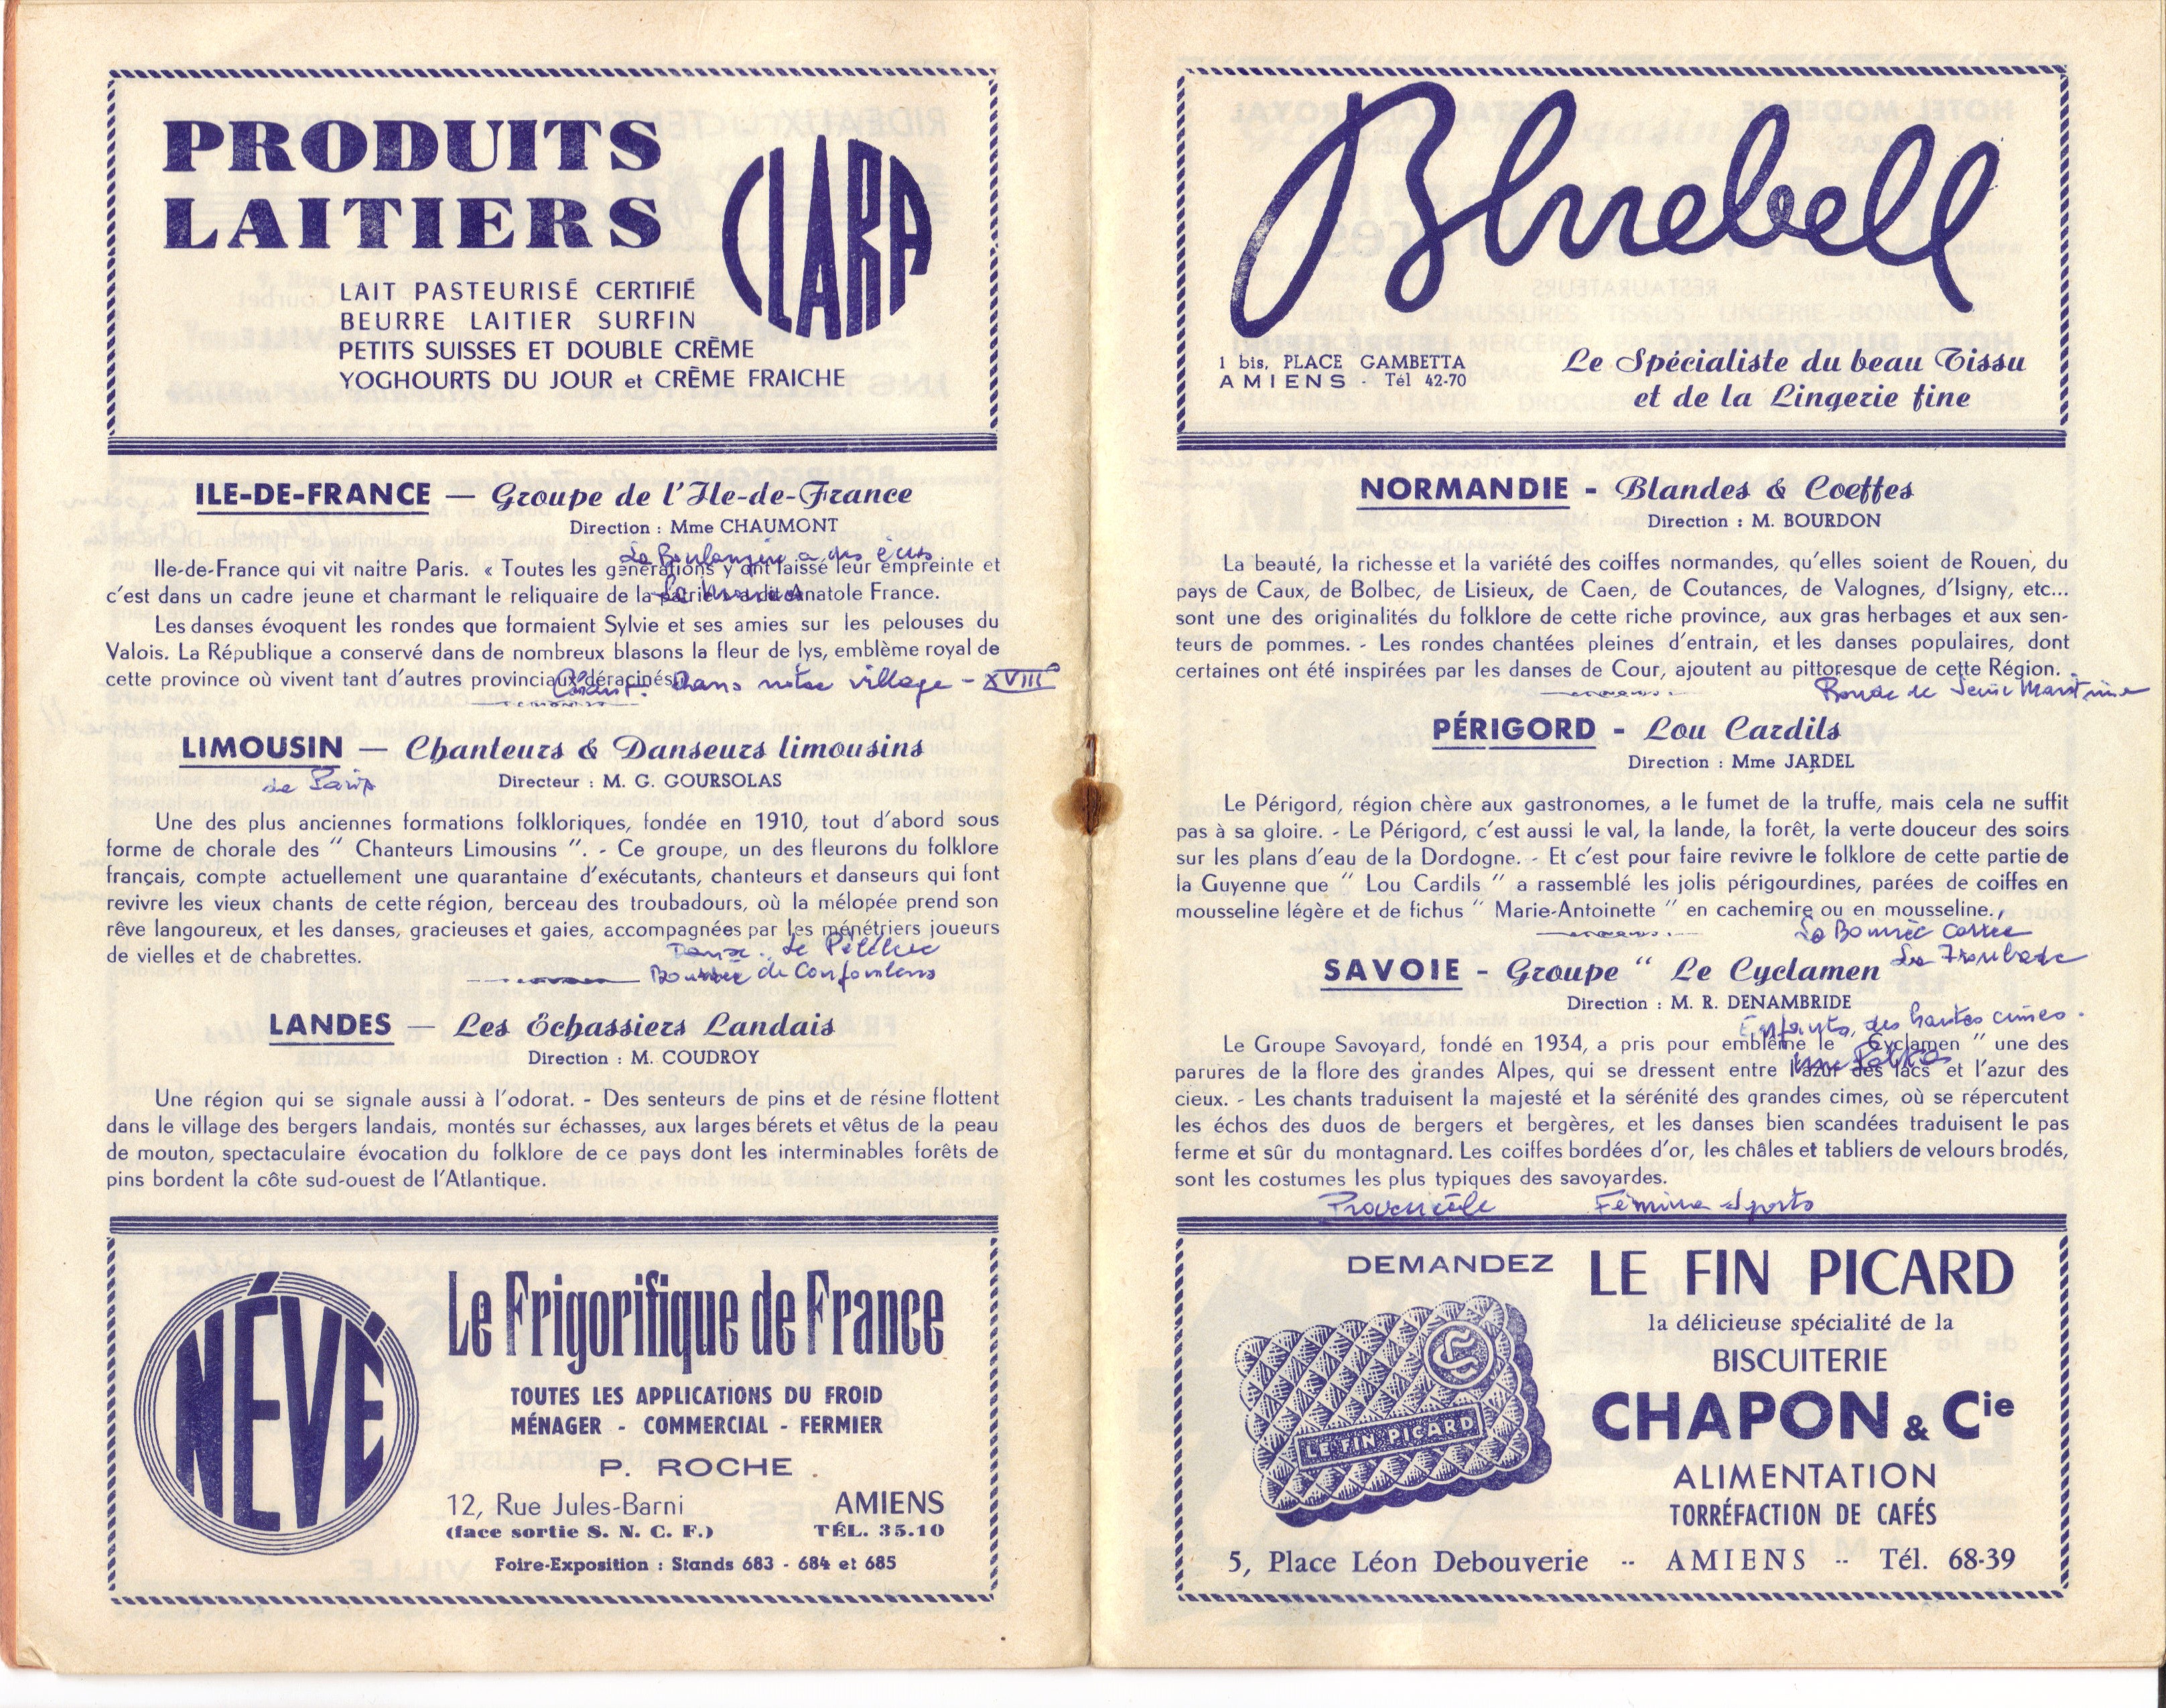 PRODUITS
LAITIERS
CLARA
LAIT PASTEURISÉ CERTIFIÉ
BEURRE LAITIER SURFIN
PETITS SUISSES ET DOUBLE CRÈME
YOGHOURTS DU JOUR et CRÈME FRAICHE
ILE-DE-FRANCE — Groupe de l'Ile-de-France
Direction : Mme CHAUMONT
La Boulangère a des écus
Ile-de-France qui vit naitre Paris. « Toutes les générations y ont laissé leur empreinte et
c'est dans un cadre jeune et charmant le reliquaire de la patrie » a dit Anatole France.
Les danses évoquent les rondes que formaient Sylvie et ses amies sur les pelouses du
Valois. La République a conservé dans de nombreux blasons la fleur de lys, emblème royal de
cette province où vivent tant d'autres provinciaux déracinés.
Chant : Dans notre village - XVIII
LIMOUSIN — Chanteurs & Danseurs limousins
de Paris
Directeur : M. G. GOURSOLAS
Une des plus anciennes formations folkloriques, fondée en 1910, tout d'abord sous
forme de chorale des " Chanteurs Limousins ". - Ce groupe, un des fleurons du folklore
français, compte actuellement une quarantaine d'exécutants, chanteurs et danseurs qui font
revivre les vieux chants de cette région, berceau des troubadours, où la mélopée prend son
rêve langoureux, et les danses, gracieuses et gaies, accompagnées par les ménétriers joueurs
de vielles et de chabrettes.
Danse : Le
Bourrée de Confolens
LANDES — Les Échassiers Landais
Direction : M. COUDROY
Une région qui se signale aussi à l'odorat. - Des senteurs de pins et de résine flottent
dans le village des bergers landais, montés sur échasses, aux larges bérets et vêtus de la peau
de mouton, spectaculaire évocation du folklore de ce pays dont les interminables forêts de
pins bordent la côte sud-ouest de l'Atlantique.
NÉVÉ
Le Frigorifique de France
TOUTES LES APPLICATIONS DU FROID
MÉNAGER - COMMERCIAL - FERMIER
P. ROCHE
12, Rue Jules-Barni AMIENS
(face sortie S. N. C. F.) TÉL. 35.10
Foire-Exposition : Stands 683 - 684 et 685
Bluebell
1 bis, PLACE GAMBETTA
AMIENS - Tél 42-70
Le Spécialiste du beau Tissu
et de la Lingerie fine
NORMANDIE - Blandes & Coeffes
Direction : M. BOURDON
La beauté, la richesse et la variété des coiffes normandes, qu'elles soient de Rouen, du
pays de Caux, de Bolbec, de Lisieux, de Caen, de Coutances, de Valognes, d'Isigny, etc...
sont une des originalités du folklore de cette riche province, aux gras herbages et aux sen-
teurs de pommes. - Les rondes chantées pleines d'entrain, et les danses populaires, dont
certaines ont été inspirées par les danses de Cour, ajoutent au pittoresque de cette Région.
Ronde de
PÉRIGORD - Lou Cardils
Direction : Mme JARDEL
Le Périgord, région chère aux gastronomes, a le fumet de la truffe, mais cela ne suffit
pas à sa gloire. - Le Périgord, c'est aussi le val, la lande, la forêt, la verte douceur des soirs
sur les plans d'eau de la Dordogne. - Et c'est pour faire revivre le folklore de cette partie de
la Guyenne que " Lou Cardils " a rassemblé les jolis périgourdines, parées de coiffes en
mousseline légère et de fichus " Marie-Antoinette " en cachemire ou en mousseline.
La Bourrée carrée
La Troubade
SAVOIE - Groupe " Le Cyclamen
Direction : M. R. DENAMBRIDE
Enfants des hautes cimes.
Le Groupe Savoyard, fondé en 1934, a pris pour emblème le " Cyclamen " une des
une Polka
parures de la flore des grandes Alpes, qui se dressent entre l'azur des lacs et l'azur des
cieux. - Les chants traduisent la majesté et la sérénité des grandes cimes, où se répercutent
les échos des duos de bergers et bergères, et les danses bien scandées traduisent le pas
ferme et sûr du montagnard. Les coiffes bordées d'or, les châles et tabliers de velours brodés,
sont les costumes les plus typiques des savoyardes.
Provençale Fémina Sports
DEMANDEZ LE FIN PICARD
la délicieuse spécialité de la
BISCUITERIE
CHAPON & Cie
LE FIN PICARD
ALIMENTATION
TORRÉFACTION DE CAFÉS
5, Place Léon Debouverie -- AMIENS -- Tél. 68-39